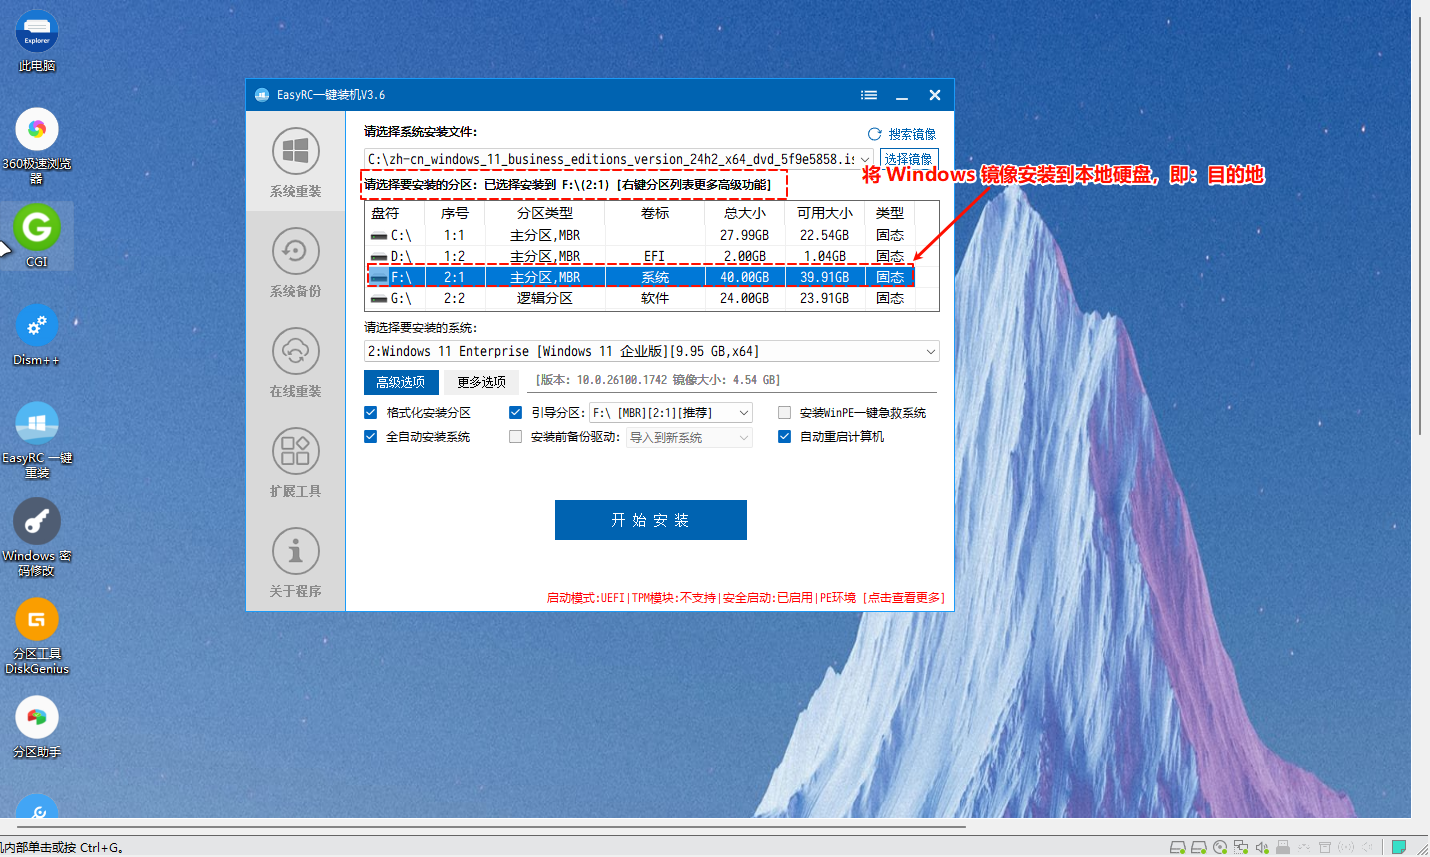 Explorer
此电脑
360极速浏览
器
CGI
Dism++
EasyRC 一键
重装
Windows 密
码修改
分区工具
DiskGenius
分区助手
EasyRC一键装机V3.6
系统重装
系统备份
在线重装
扩展工具
关于程序
请选择系统安装文件:
搜索镜像
C:\zh-cn_windows_11_business_editions_version_24h2_x64_dvd_5f9e5858.is
选择镜像
将 Windows 镜像安装到本地硬盘，即：目的地
请选择要安装的分区: 已选择安装到 F:\(2:1) [右键分区列表更多高级功能]
盘符 序号 分区类型 卷标 总大小 可用大小 类型
C:\ 1:1 主分区,MBR 27.99GB 22.54GB 固态
D:\ 1:2 主分区,MBR EFI 2.00GB 1.04GB 固态
F:\ 2:1 主分区,MBR 系统 40.00GB 39.91GB 固态
G:\ 2:2 逻辑分区 软件 24.00GB 23.91GB 固态
请选择要安装的系统:
2:Windows 11 Enterprise [Windows 11 企业版][9.95 GB,x64]
高级选项 更多选项 [版本: 10.0.26100.1742 镜像大小: 4.54 GB]
格式化安装分区 引导分区: F:\ [MBR][2:1][推荐] 安装WinPE一键急救系统
全自动安装系统 安装前备份驱动: 导入到新系统 自动重启计算机
开始安装
启动模式:UEFI|TPM模块:不支持|安全启动:已启用|PE环境 [点击查看更多]
机内部单击或按 Ctrl+G。